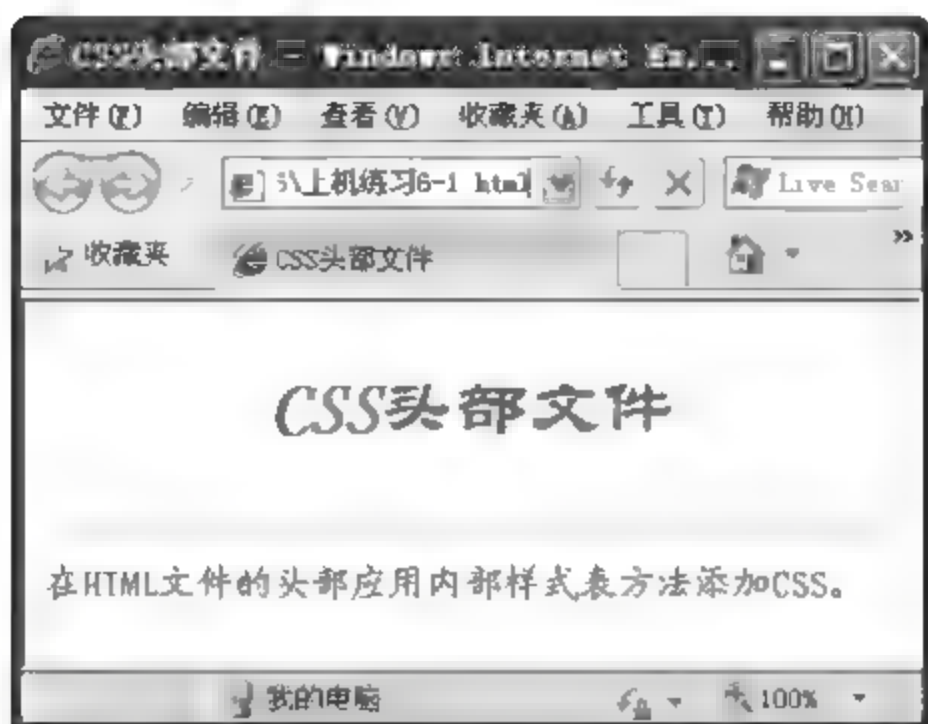 CSS头部文件 - Windows Internet Ex...
文件(F) 编辑(E) 查看(V) 收藏夹(A) 工具(T) 帮助(H)
5\上机练习6-1 html Live Sear
收藏夹 CSS头部文件 »
CSS头部文件
在HTML文件的头部应用内部样式表方法添加CSS。
我的电脑 100%